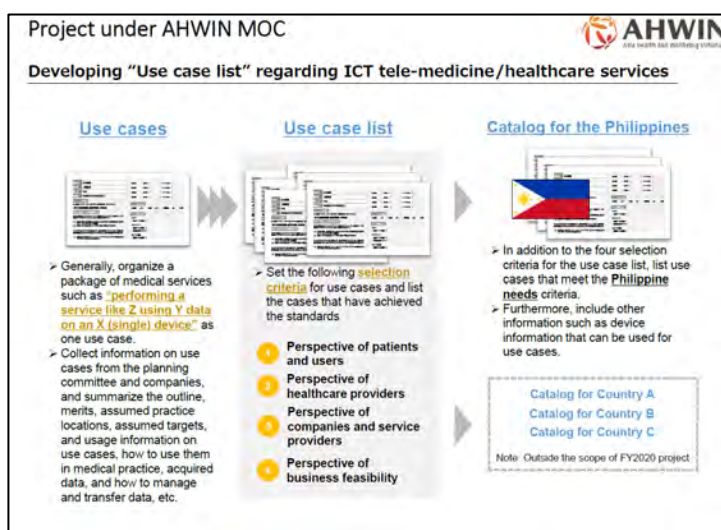 Project under AHWIN MOC
AHWIN
Developing “Use case list” regarding ICT tele-medicine/healthcare services
Use cases
➢ Generally, organize a
package of medical services
such as “performing a
service like Z using Y data
on an X (single) device” as
one use case.
➢ Collect information on use
cases from the planning
committee and companies,
and summarize the outline,
merits, assumed practice
locations, assumed targets,
and usage information on
use cases, how to use them
in medical practice, acquired
data, and how to manage
and transfer data, etc.
Use case list
➢ Set the following selection
criteria for use cases and list
the cases that have achieved
the standards
1 Perspective of patients
and users
2 Perspective of
healthcare providers
3 Perspective of
companies and service
providers
4 Perspective of
business feasibility
Catalog for the Philippines
➢ In addition to the four selection
criteria for the use case list, list use
cases that meet the Philippine
needs criteria.
➢ Furthermore, include other
information such as device
information that can be used for
use cases.
Catalog for Country A
Catalog for Country B
Catalog for Country C
Note: Outside the scope of FY2020 project